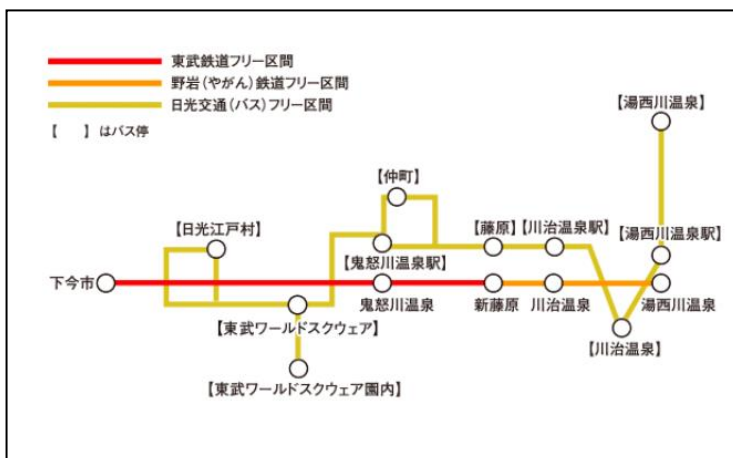 東武鉄道フリー区間
野岩(やがん)鉄道フリー区間
日光交通(バス)フリー区間
【　　】はバス停
【湯西川温泉】
【仲町】
【日光江戸村】
【藤原】
【川治温泉駅】
【湯西川温泉駅】
【鬼怒川温泉駅】
下今市
鬼怒川温泉
新藤原
川治温泉
湯西川温泉
【東武ワールドスクウェア】
【川治温泉】
【東武ワールドスクウェア園内】